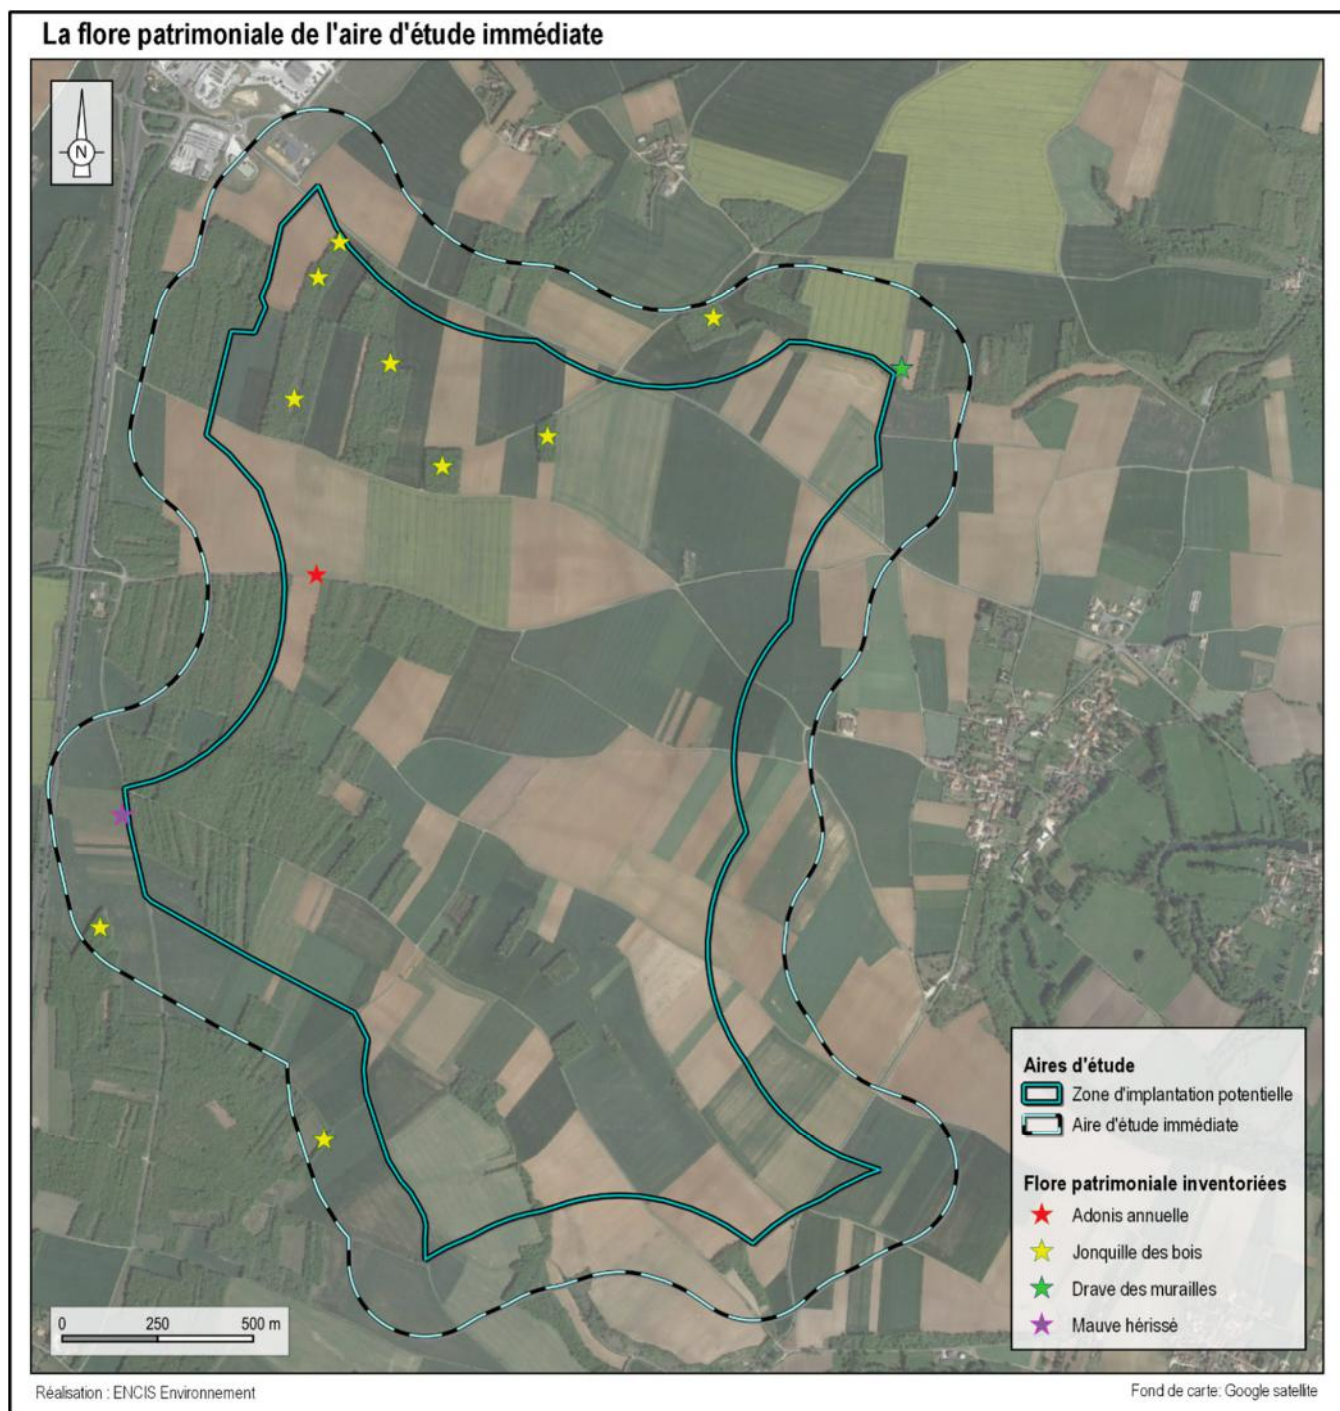 La flore patrimoniale de l'aire d'étude immédiate
N
Aires d'étude
Zone d'implantation potentielle
Aire d'étude immédiate
Flore patrimoniale inventoriées
Adonis annuelle
Jonquille des bois
Drave des murailles
Mauve hérissé
0 250 500 m
Réalisation : ENCIS Environnement
Fond de carte: Google satellite